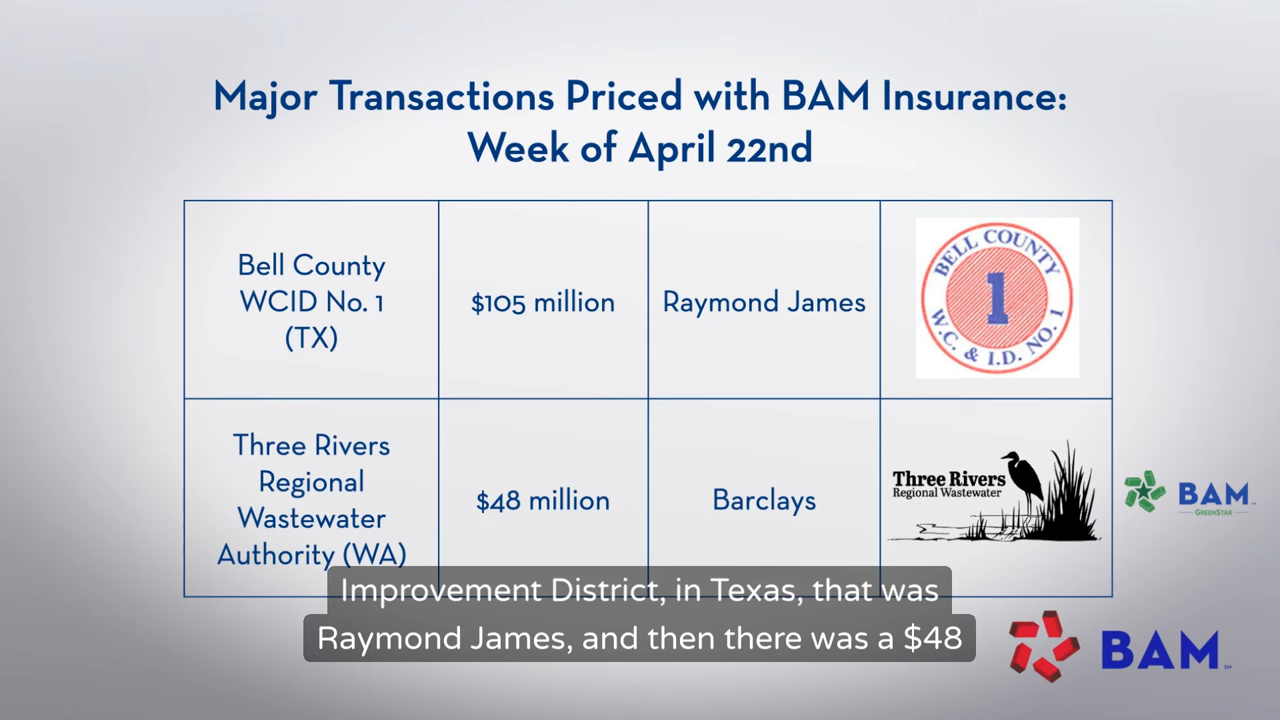 Major Transactions Priced with BAM Insurance:
Week of April 22nd
Bell County
WCID No. 1
(TX)
$105 million
Raymond James
BELL COUNTY
1
W.C. & I.D. NO. 1
Three Rivers
Regional
Wastewater
Authority (WA)
$48 million
Barclays
Three Rivers
Regional Wastewater
BAM
GREENSTAR
Improvement District, in Texas, that was
Raymond James, and then there was a $48
BAM
SM